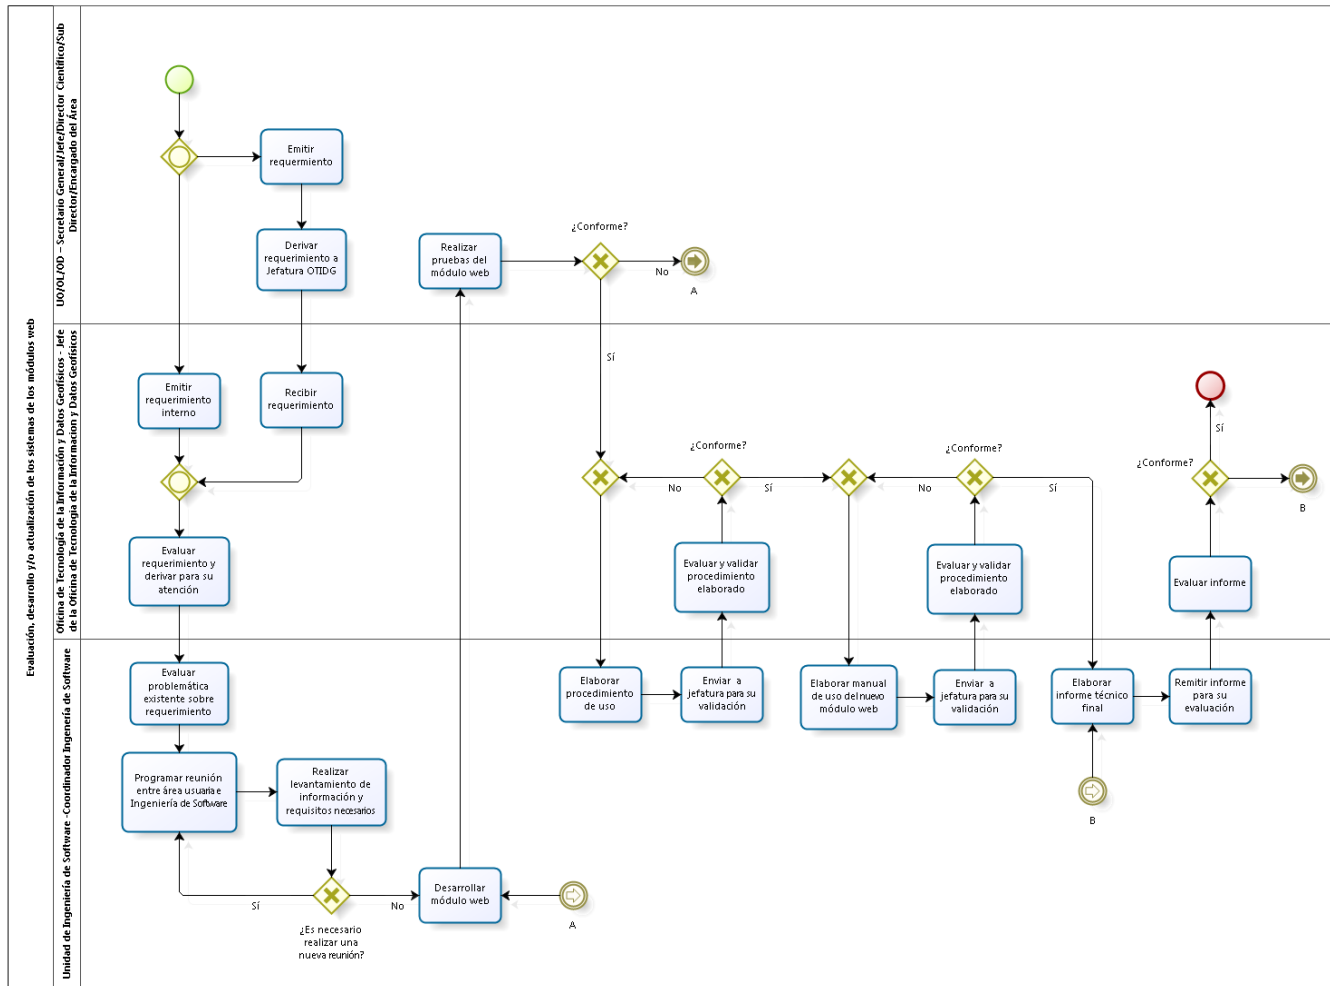 Evaluación, desarrollo y/o actualización de los sistemas de los módulos web
UO/OL/OD – Secretario General/Jefe/Director Científico/Sub
Director/Encargado del Área
Emitir
requermiento
Derivar
requerimiento a
Jefatura OTIDG
Realizar
pruebas del
módulo web
¿Conforme?
No
A
Sí
Oficina de Tecnología de la Información y Datos Geofísicos - Jefe
de la Oficina de Tecnología de la Informacion y Datos Geofísicos
Emitir
requerimiento
interno
Recibir
requerimiento
Evaluar
requerimiento y
derivar para su
atención
¿Conforme?
No
Sí
Evaluar y validar
procedimiento
elaborado
¿Conforme?
No
Sí
Evaluar y validar
procedimiento
elaborado
Sí
¿Conforme?
B
Evaluar informe
Unidad de Ingeniería de Software -Coordinador Ingenería de Software
Evaluar
problemática
existente sobre
requerimiento
Programar reunión
entre área usuaria e
Ingeniería de Software
Realizar
levantamiento de
información y
requisitos necesarios
Sí
No
¿Es necesario
realizar una
nueva reunión?
Desarrollar
módulo web
A
Elaborar
procedimiento
de uso
Enviar a
jefatura para su
validación
Elaborar manual
de uso del nuevo
módulo web
Enviar a
jefatura para su
validación
Elaborar
informe técnico
final
Remitir informe
para su
evaluación
B